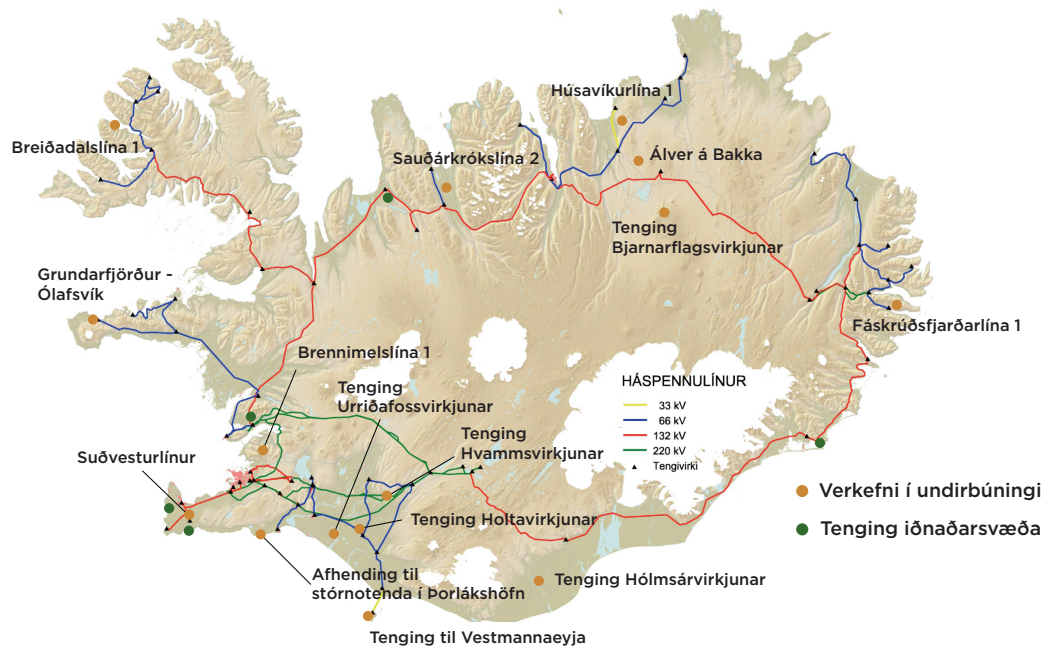 Húsavíkurlína 1
Breiðadalslína 1
Sauðárkrókslína 2
Álver á Bakka
Tenging
Bjarnarflagsvirkjunar
Grundarfjörður -
Ólafsvík
Fáskrúðsfjarðarlína 1
Brennimelslína 1
Tenging
Urriðafossvirkjunar
Tenging
Hvammsvirkjunar
Suðvesturlínur
Tenging Holtavirkjunar
Afhending til
stórnotenda í Þorlákshöfn
Tenging Hólmsárvirkjunar
Tenging til Vestmannaeyja
HÁSPENNULÍNUR
33 kV
66 kV
132 kV
220 kV
Tengivirki
Verkefni í undirbúningi
Tenging iðnaðarsvæða